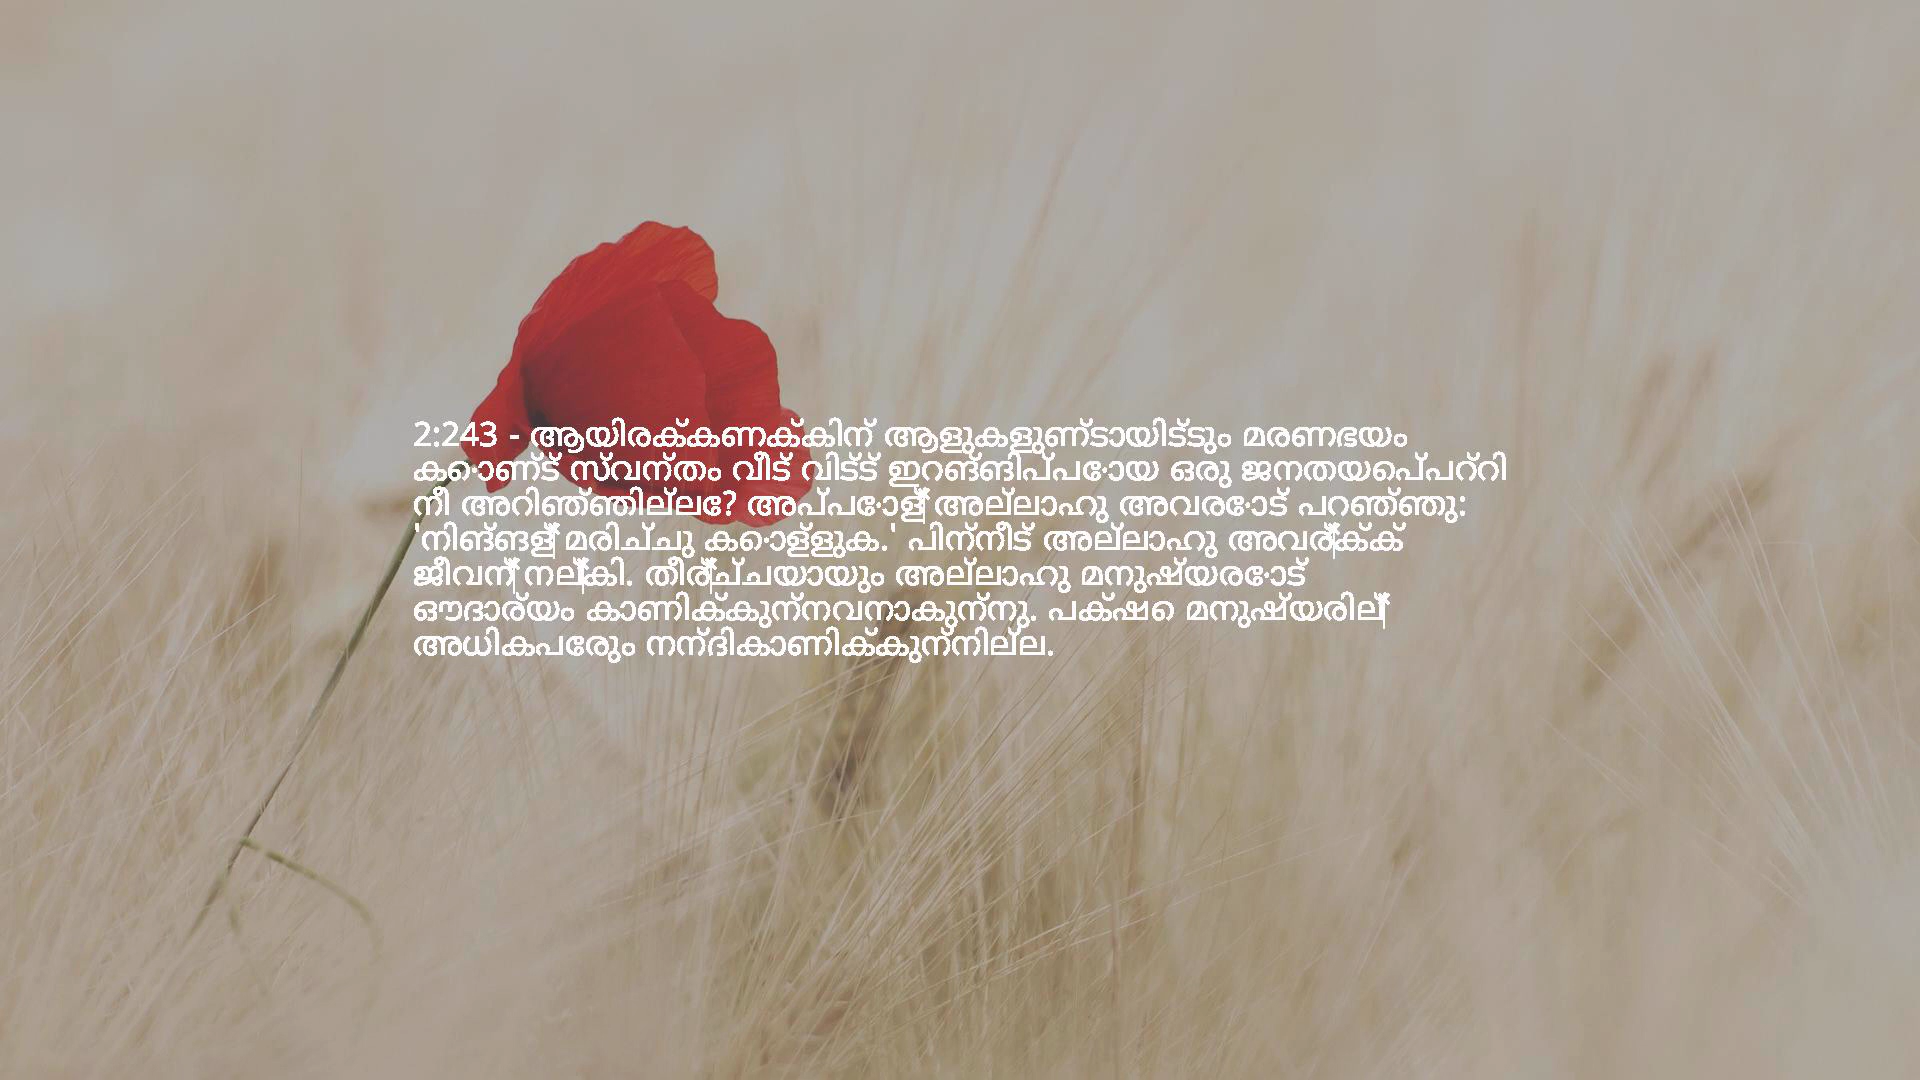 2:243 - ആയിരക്കണക്കിന് ആളുകളുണ്ടായിട്ടും മരണഭയം
കൊണ്ട് സ്വന്തം വീട് വിട്ട് ഇറങ്ങിപ്പോയ ഒരു ജനതയെപ്പറ്റി
നീ അറിഞ്ഞില്ലേ? അപ്പോള്‍ അല്ലാഹു അവരോട് പറഞ്ഞു:
'നിങ്ങള്‍ മരിച്ചു കൊള്ളുക.' പിന്നീട് അല്ലാഹു അവര്‍ക്ക്
ജീവന്‍ നല്‍കി. തീര്‍ച്ചയായും അല്ലാഹു മനുഷ്യരോട്
ഔദാര്യം കാണിക്കുന്നവനാകുന്നു. പക്ഷെ മനുഷ്യരില്‍
അധികപേരും നന്ദികാണിക്കുന്നില്ല.